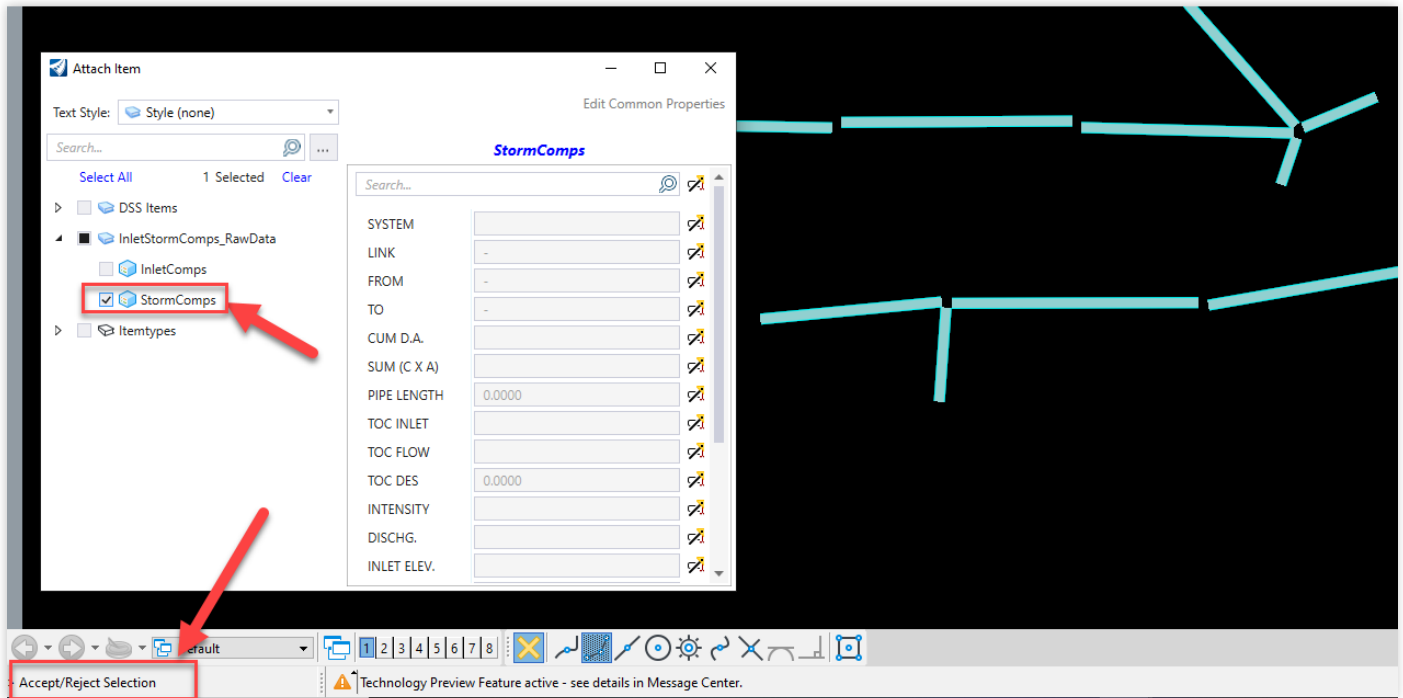 Attach Item
Text Style: Style (none)
Edit Common Properties
Search...
...
Select All 1 Selected Clear
DSS Items
InletStormComps_RawData
InletComps
StormComps
Itemtypes
StormComps
Search...
SYSTEM
LINK -
FROM -
TO -
CUM D.A.
SUM (C X A)
PIPE LENGTH 0.0000
TOC INLET
TOC FLOW
TOC DES 0.0000
INTENSITY
DISCHG.
INLET ELEV.
1 2 3 4 5 6 7 8
Accept/Reject Selection
Technology Preview Feature active - see details in Message Center.